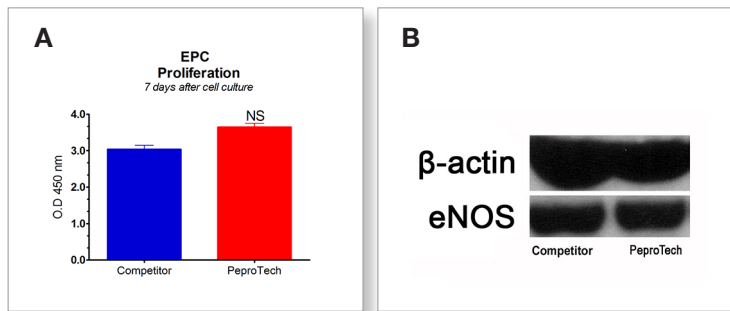 A
EPC
Proliferation
7 days after cell culture
NS
4.0
3.0
2.0
1.0
0.0
O.D 450 nm
Competitor PeproTech
B
β-actin
eNOS
Competitor PeproTech